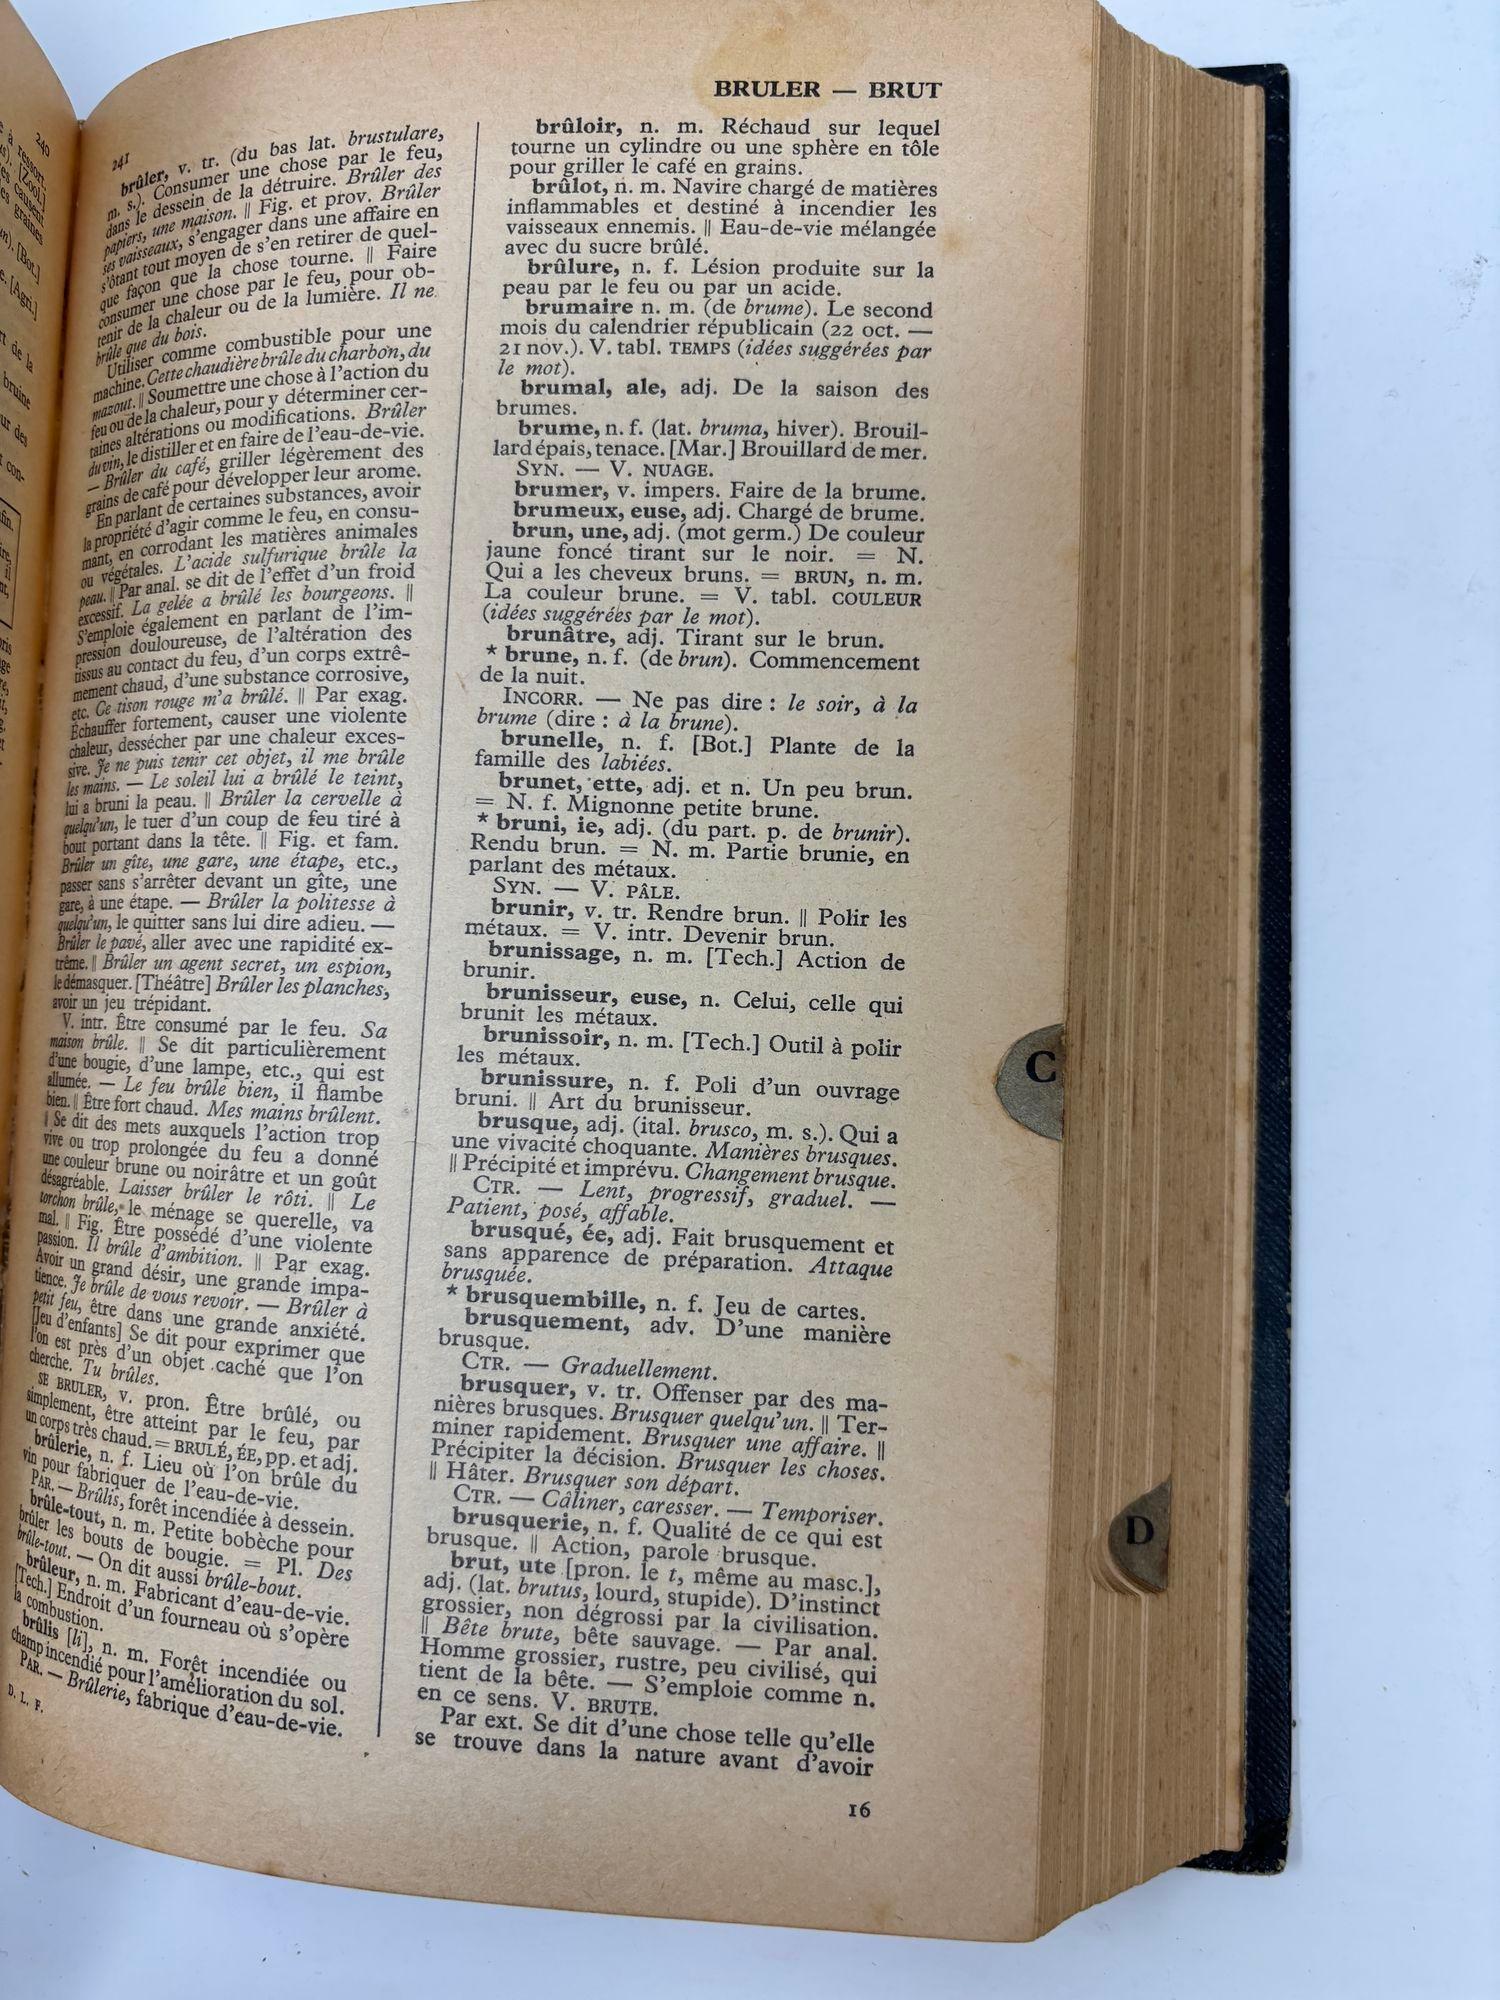 240
à ressort.
[Zool.]
es causent
es graines
[Bot.]
e. [Agri.]
rt de la
bruine
ur des
t con-
241
BRULER — BRUT
brûler, v. tr. (du bas lat. brustulare,
m. s.). Consumer une chose par le feu,
dans le dessein de la détruire. Brûler des
papiers, une maison. || Fig. et prov. Brûler
ses vaisseaux, s'engager dans une affaire en
s'ôtant tout moyen de s'en retirer de quel-
que façon que la chose tourne. || Faire
consumer une chose par le feu, pour ob-
tenir de la chaleur ou de la lumière. Il ne
brûle que du bois.
Utiliser comme combustible pour une
machine. Cette chaudière brûle du charbon, du
mazout. || Soumettre une chose à l'action du
feu ou de la chaleur, pour y déterminer cer-
taines altérations ou modifications. Brûler
du vin, le distiller et en faire de l'eau-de-vie.
— Brûler du café, griller légèrement des
grains de café pour développer leur arome.
En parlant de certaines substances, avoir
la propriété d'agir comme le feu, en consu-
mant, en corrodant les matières animales
ou végétales. L'acide sulfurique brûle la
peau. || Par anal. se dit de l'effet d'un froid
excessif. La gelée a brûlé les bourgeons. ||
S'emploie également en parlant de l'im-
pression douloureuse, de l'altération des
tissus au contact du feu, d'un corps extrê-
mement chaud, d'une substance corrosive,
etc. Ce tison rouge m'a brûlé. || Par exag.
Échauffer fortement, causer une violente
chaleur, dessécher par une chaleur exces-
sive. Je ne puis tenir cet objet, il me brûle
les mains. — Le soleil lui a brûlé le teint,
lui a bruni la peau. || Brûler la cervelle à
quelqu'un, le tuer d'un coup de feu tiré à
bout portant dans la tête. || Fig. et fam.
Brûler un gîte, une gare, une étape, etc.,
passer sans s'arrêter devant un gîte, une
gare, à une étape. — Brûler la politesse à
quelqu'un, le quitter sans lui dire adieu. —
Brûler le pavé, aller avec une rapidité ex-
trême. || Brûler un agent secret, un espion,
le démasquer. [Théâtre] Brûler les planches,
avoir un jeu trépidant.
V. intr. Être consumé par le feu. Sa
maison brûle. || Se dit particulièrement
d'une bougie, d'une lampe, etc., qui est
allumée. — Le feu brûle bien, il flambe
bien. || Être fort chaud. Mes mains brûlent.
|| Se dit des mets auxquels l'action trop
vive ou trop prolongée du feu a donné
une couleur brune ou noirâtre et un goût
désagréable. Laisser brûler le rôti. || Le
torchon brûle, le ménage se querelle, va
mal. || Fig. Être possédé d'une violente
passion. Il brûle d'ambition. || Par exag.
Avoir un grand désir, une grande impa-
tience. Je brûle de vous revoir. — Brûler à
petit feu, être dans une grande anxiété.
[Jeu d'enfants] Se dit pour exprimer que
l'on est près d'un objet caché que l'on
cherche. Tu brûles.
SE BRULER, v. pron. Être brûlé, ou
simplement, être atteint par le feu, par
un corps très chaud. = BRULÉ, ÉE, pp. et adj.
brûlerie, n. f. Lieu où l'on brûle du
vin pour fabriquer de l'eau-de-vie.
PAR. — Brûlis, forêt incendiée à dessein.
brûle-tout, n. m. Petite bobèche pour
brûler les bouts de bougie. = Pl. Des
brûle-tout. — On dit aussi brûle-bout.
brûleur, n. m. Fabricant d'eau-de-vie.
[Tech.] Endroit d'un fourneau où s'opère
la combustion.
brûlis [li], n. m. Forêt incendiée ou
champ incendié pour l'amélioration du sol.
PAR. — Brûlerie, fabrique d'eau-de-vie.
D. L. F.
brûloir, n. m. Réchaud sur lequel
tourne un cylindre ou une sphère en tôle
pour griller le café en grains.
brûlot, n. m. Navire chargé de matières
inflammables et destiné à incendier les
vaisseaux ennemis. || Eau-de-vie mélangée
avec du sucre brûlé.
brûlure, n. f. Lésion produite sur la
peau par le feu ou par un acide.
brumaire n. m. (de brume). Le second
mois du calendrier républicain (22 oct. —
21 nov.). V. tabl. TEMPS (idées suggérées par
le mot).
brumal, ale, adj. De la saison des
brumes.
brume, n. f. (lat. bruma, hiver). Brouil-
lard épais, tenace. [Mar.] Brouillard de mer.
SYN. — V. NUAGE.
brumer, v. impers. Faire de la brume.
brumeux, euse, adj. Chargé de brume.
brun, une, adj. (mot germ.) De couleur
jaune foncé tirant sur le noir. = N.
Qui a les cheveux bruns. = BRUN, n. m.
La couleur brune. = V. tabl. COULEUR
(idées suggérées par le mot).
brunâtre, adj. Tirant sur le brun.
* brune, n. f. (de brun). Commencement
de la nuit.
INCORR. — Ne pas dire : le soir, à la
brume (dire : à la brune).
brunelle, n. f. [Bot.] Plante de la
famille des labiées.
brunet, ette, adj. et n. Un peu brun.
= N. f. Mignonne petite brune.
* bruni, ie, adj. (du part. p. de brunir).
Rendu brun. = N. m. Partie brunie, en
parlant des métaux.
SYN. — V. PÂLE.
brunir, v. tr. Rendre brun. || Polir les
métaux. = V. intr. Devenir brun.
brunissage, n. m. [Tech.] Action de
brunir.
brunisseur, euse, n. Celui, celle qui
brunit les métaux.
brunissoir, n. m. [Tech.] Outil à polir
les métaux.
brunissure, n. f. Poli d'un ouvrage
bruni. || Art du brunisseur.
brusque, adj. (ital. brusco, m. s.). Qui a
une vivacité choquante. Manières brusques.
|| Précipité et imprévu. Changement brusque.
CTR. — Lent, progressif, graduel. —
Patient, posé, affable.
brusqué, ée, adj. Fait brusquement et
sans apparence de préparation. Attaque
brusquée.
* brusquembille, n. f. Jeu de cartes.
brusquement, adv. D'une manière
brusque.
CTR. — Graduellement.
brusquer, v. tr. Offenser par des ma-
nières brusques. Brusquer quelqu'un. || Ter-
miner rapidement. Brusquer une affaire. ||
Précipiter la décision. Brusquer les choses.
|| Hâter. Brusquer son départ.
CTR. — Câliner, caresser. — Temporiser.
brusquerie, n. f. Qualité de ce qui est
brusque. || Action, parole brusque.
brut, ute [pron. le t, même au masc.],
adj. (lat. brutus, lourd, stupide). D'instinct
grossier, non dégrossi par la civilisation.
|| Bête brute, bête sauvage. — Par anal.
Homme grossier, rustre, peu civilisé, qui
tient de la bête. — S'emploie comme n.
en ce sens. V. BRUTE.
Par ext. Se dit d'une chose telle qu'elle
se trouve dans la nature avant d'avoir
16
C
D